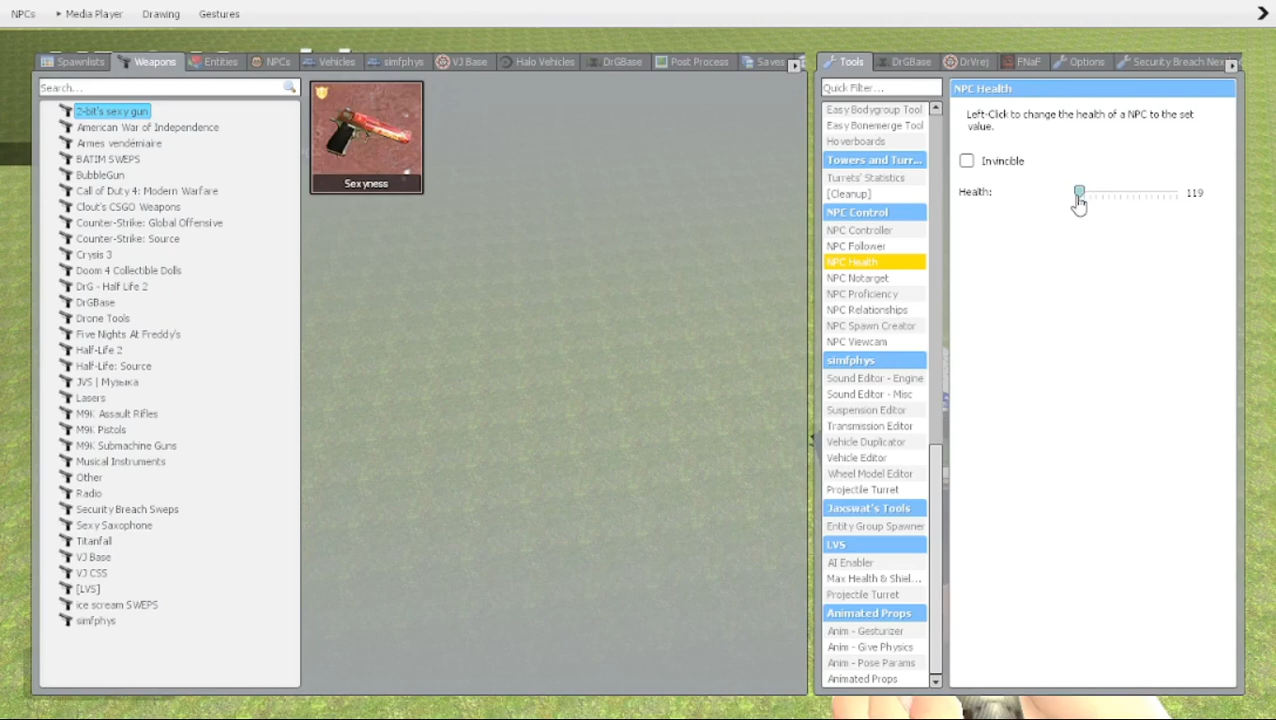 NPCs Media Player Drawing Gestures
Spawnlists Weapons Entities NPCs Vehicles simfphys VJ Base Halo Vehicles DrGBase Post Process Saves
Search...
2-bit's sexy gun
American War of Independence
Armes vendémiaire
BATIM SWEPS
BubbleGun
Call of Duty 4: Modern Warfare
Clout's CSGO Weapons
Counter-Strike: Global Offensive
Counter-Strike: Source
Crysis 3
Doom 4 Collectible Dolls
DrG - Half Life 2
DrGBase
Drone Tools
Five Nights At Freddy's
Half-Life 2
Half-Life: Source
JVS | Музыка
Lasers
M9K Assault Rifles
M9K Pistols
M9K Submachine Guns
Musical Instruments
Other
Radio
Security Breach Sweps
Sexy Saxophone
Titanfall
VJ Base
VJ CSS
[LVS]
ice scream SWEPS
simfphys
Sexyness
Tools DrGBase DrVrej FNaF Options Security Breach Nex
Quick Filter...
Easy Bodygroup Tool
Easy Bonemerge Tool
Hoverboards
Towers and Turr...
Turrets' Statistics
[Cleanup]
NPC Control
NPC Controller
NPC Follower
NPC Health
NPC Notarget
NPC Proficiency
NPC Relationships
NPC Spawn Creator
NPC Viewcam
simfphys
Sound Editor - Engine
Sound Editor - Misc
Suspension Editor
Transmission Editor
Vehicle Duplicator
Vehicle Editor
Wheel Model Editor
Projectile Turret
Jaxswat's Tools
Entity Group Spawner
LVS
AI Enabler
Max Health & Shiel...
Projectile Turret
Animated Props
Anim - Gesturizer
Anim - Give Physics
Anim - Pose Params
Animated Props
NPC Health
Left-Click to change the health of a NPC to the set
value.
Invincible
Health: 119